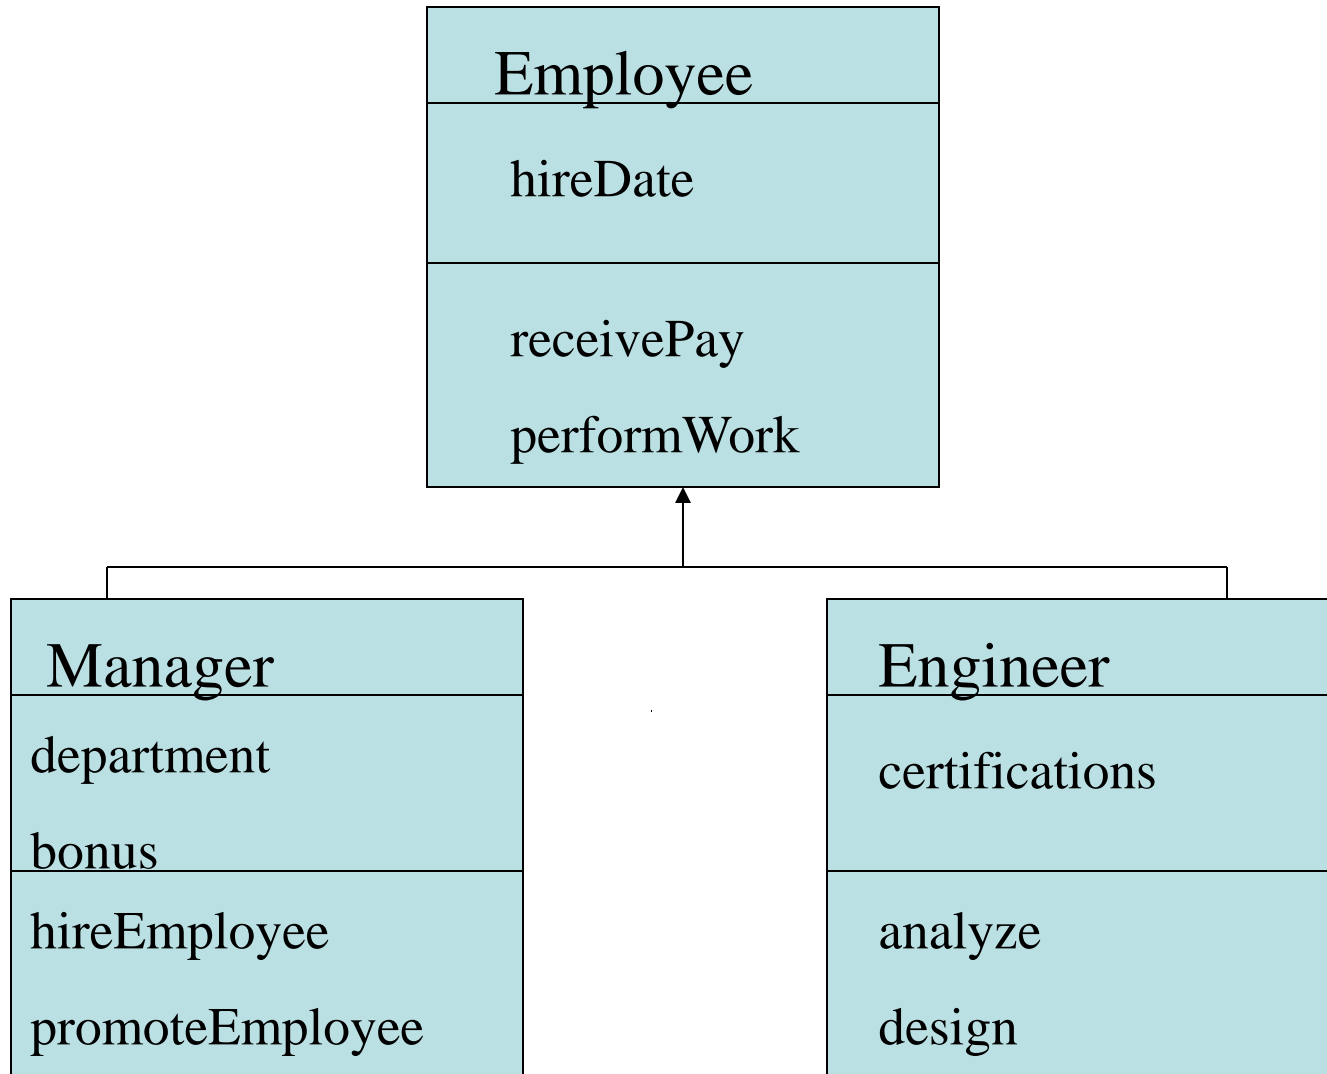 Employee
hireDate
receivePay
performWork
Manager
department
bonus
hireEmployee
promoteEmployee
Engineer
certifications
analyze
design